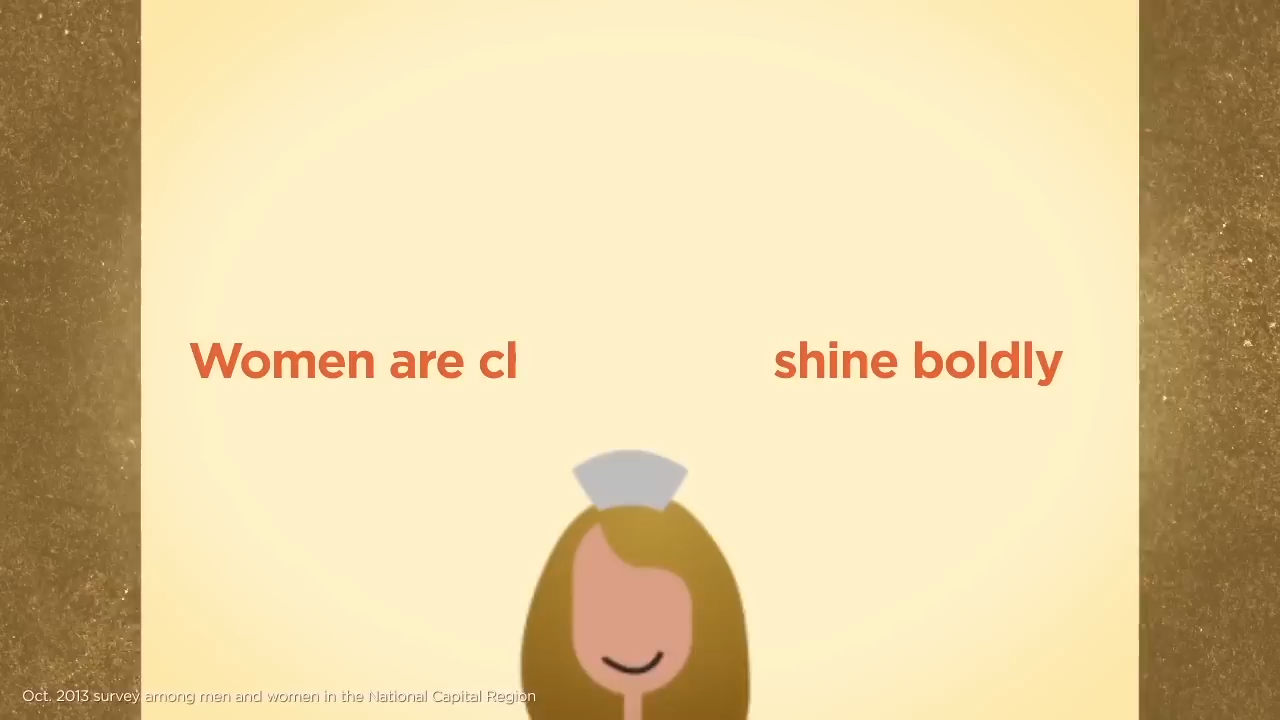 Women are cl shine boldly
Oct. 2013 survey among men and women in the National Capital Region